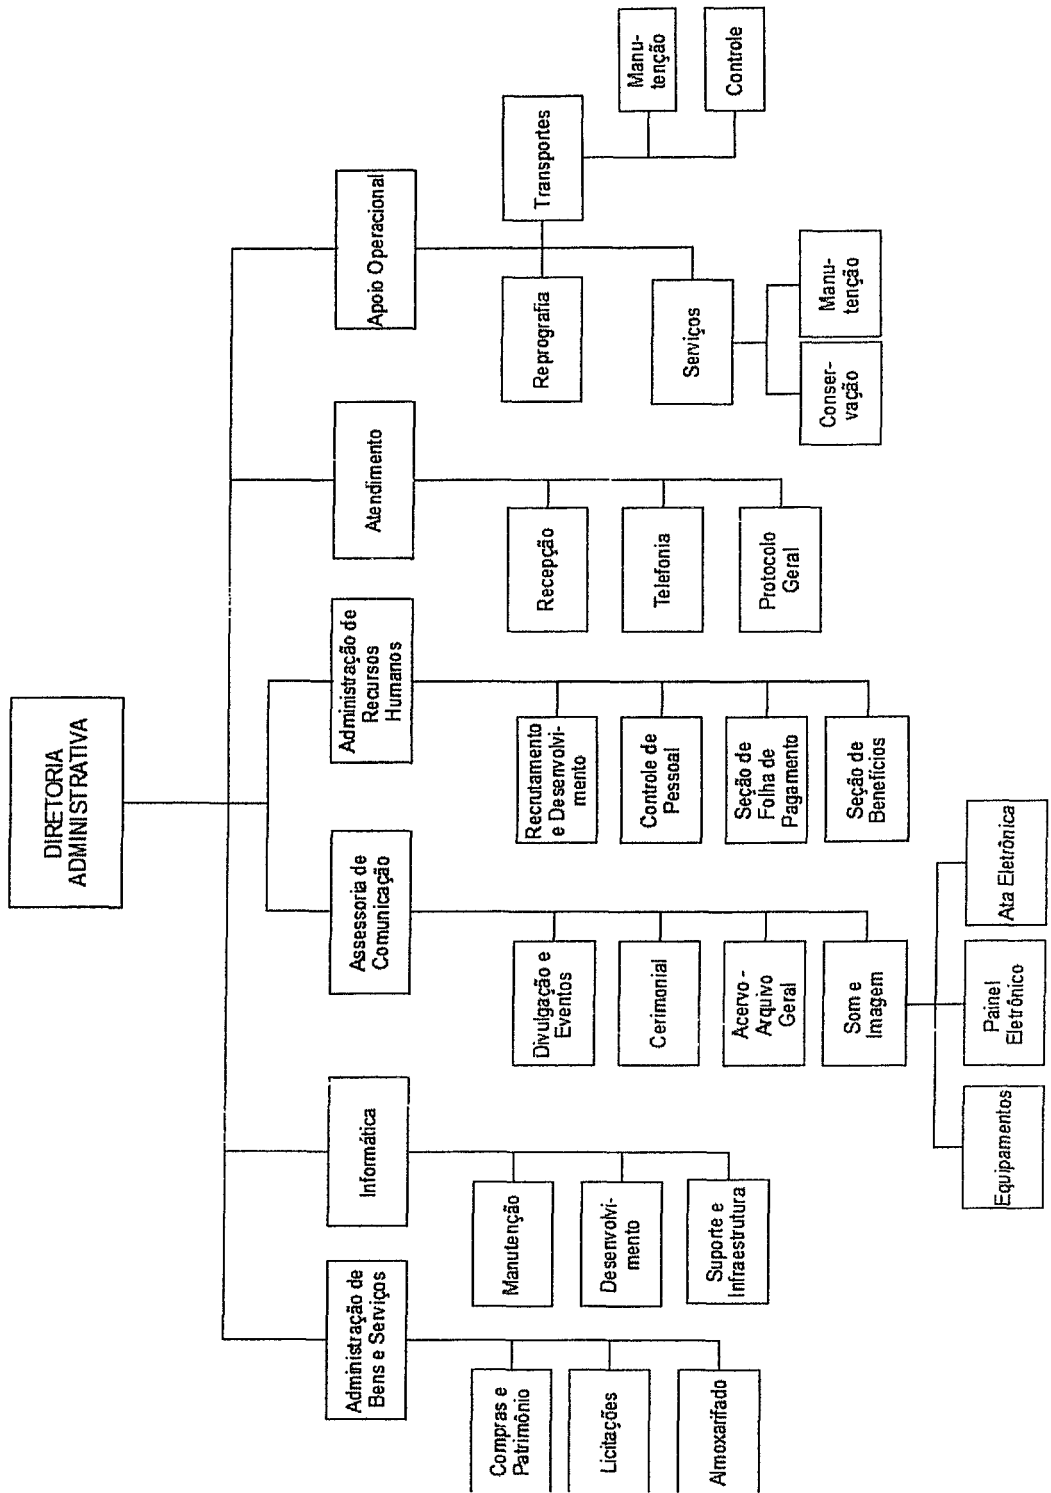 DIRETORIA
ADMINISTRATIVA
Administração de
Bens e Serviços
Compras e
Patrimônio
Licitações
Almoxarifado
Informática
Manutenção
Desenvolvi-
mento
Suporte e
Infraestrutura
Assessoria de
Comunicação
Divulgação e
Eventos
Cerimonial
Acervo -
Arquivo
Geral
Som e
Imagem
Equipamentos
Painel
Eletrônico
Ata Eletrônica
Administração de
Recursos
Humanos
Recrutamento
e Desenvolvi-
mento
Controle de
Pessoal
Seção de
Folha de
Pagamento
Seção de
Benefícios
Atendimento
Recepção
Telefonia
Protocolo
Geral
Apoio Operacional
Reprografia
Transportes
Manu-
tenção
Controle
Serviços
Conser-
vação
Manu-
tenção